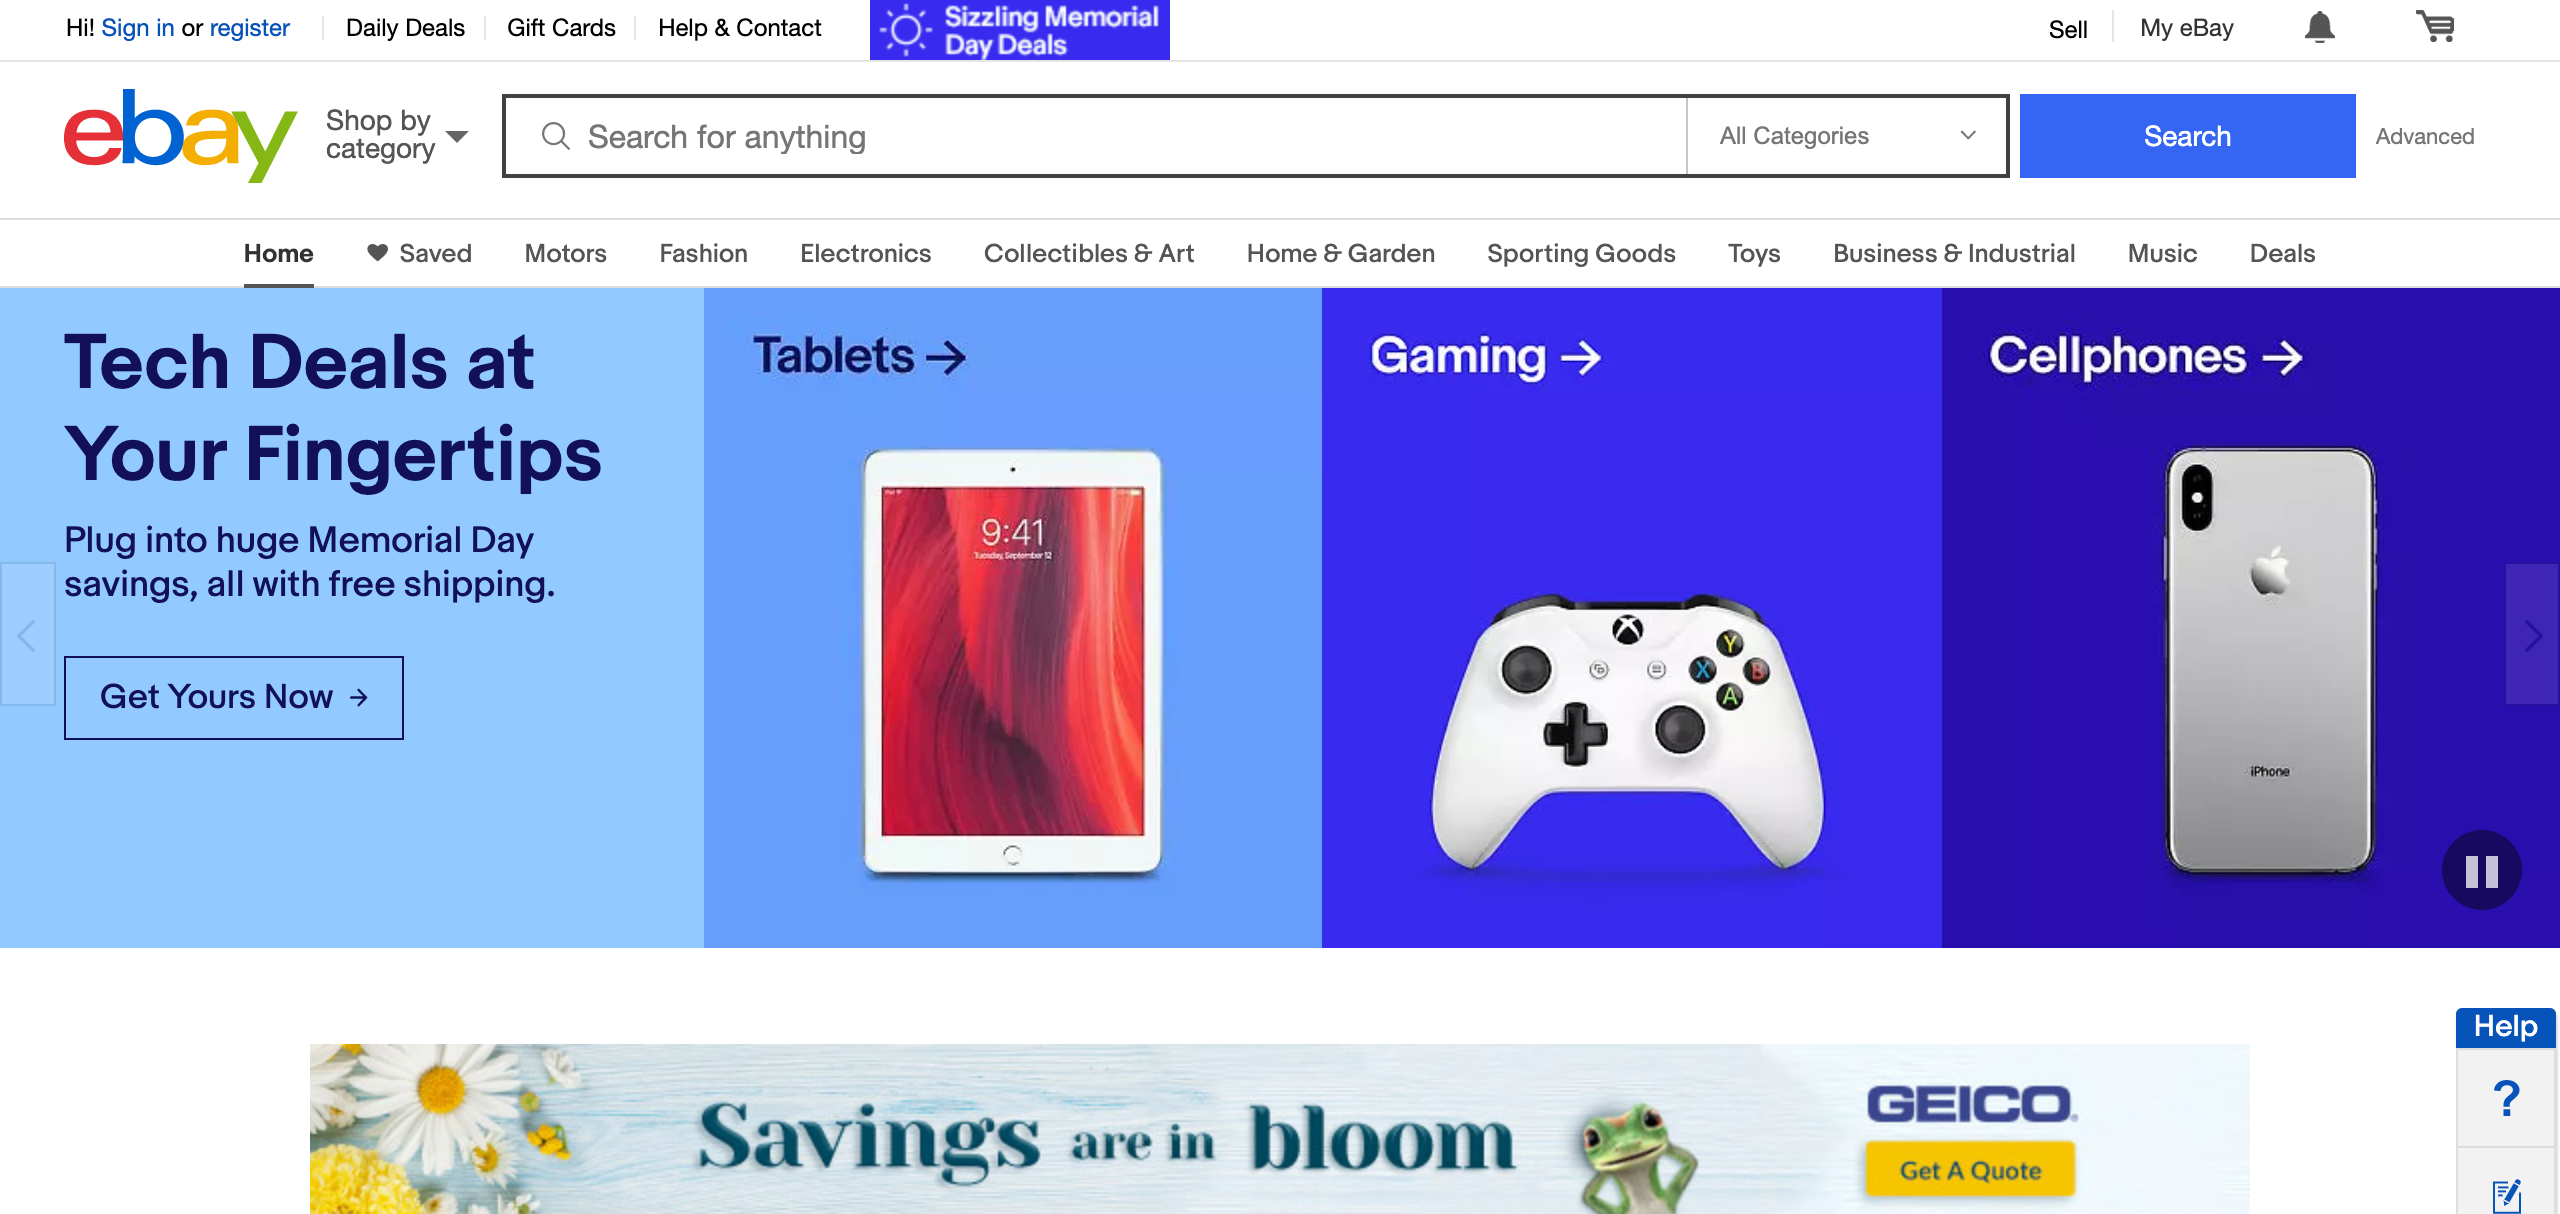 Hi! Sign in or register
Daily Deals
Gift Cards
Help & Contact
Sizzling Memorial
Day Deals
Sell
My eBay
ebay
Shop by
category
Search for anything
All Categories
Search
Advanced
Home
Saved
Motors
Fashion
Electronics
Collectibles & Art
Home & Garden
Sporting Goods
Toys
Business & Industrial
Music
Deals
Tech Deals at
Your Fingertips
Plug into huge Memorial Day
savings, all with free shipping.
Get Yours Now →
Tablets →
9:41
Tuesday, September 12
Gaming →
Y
X
B
A
Cellphones →
iPhone
Savings are in bloom
GEICO
Get A Quote
Help
?